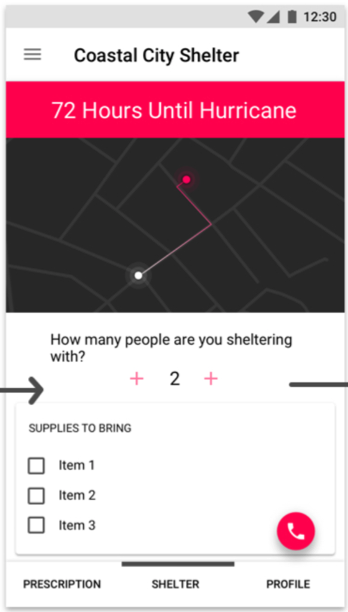 12:30
Coastal City Shelter
72 Hours Until Hurricane
How many people are you sheltering
with?
+ 2 +
SUPPLIES TO BRING
Item 1
Item 2
Item 3
PRESCRIPTION SHELTER PROFILE